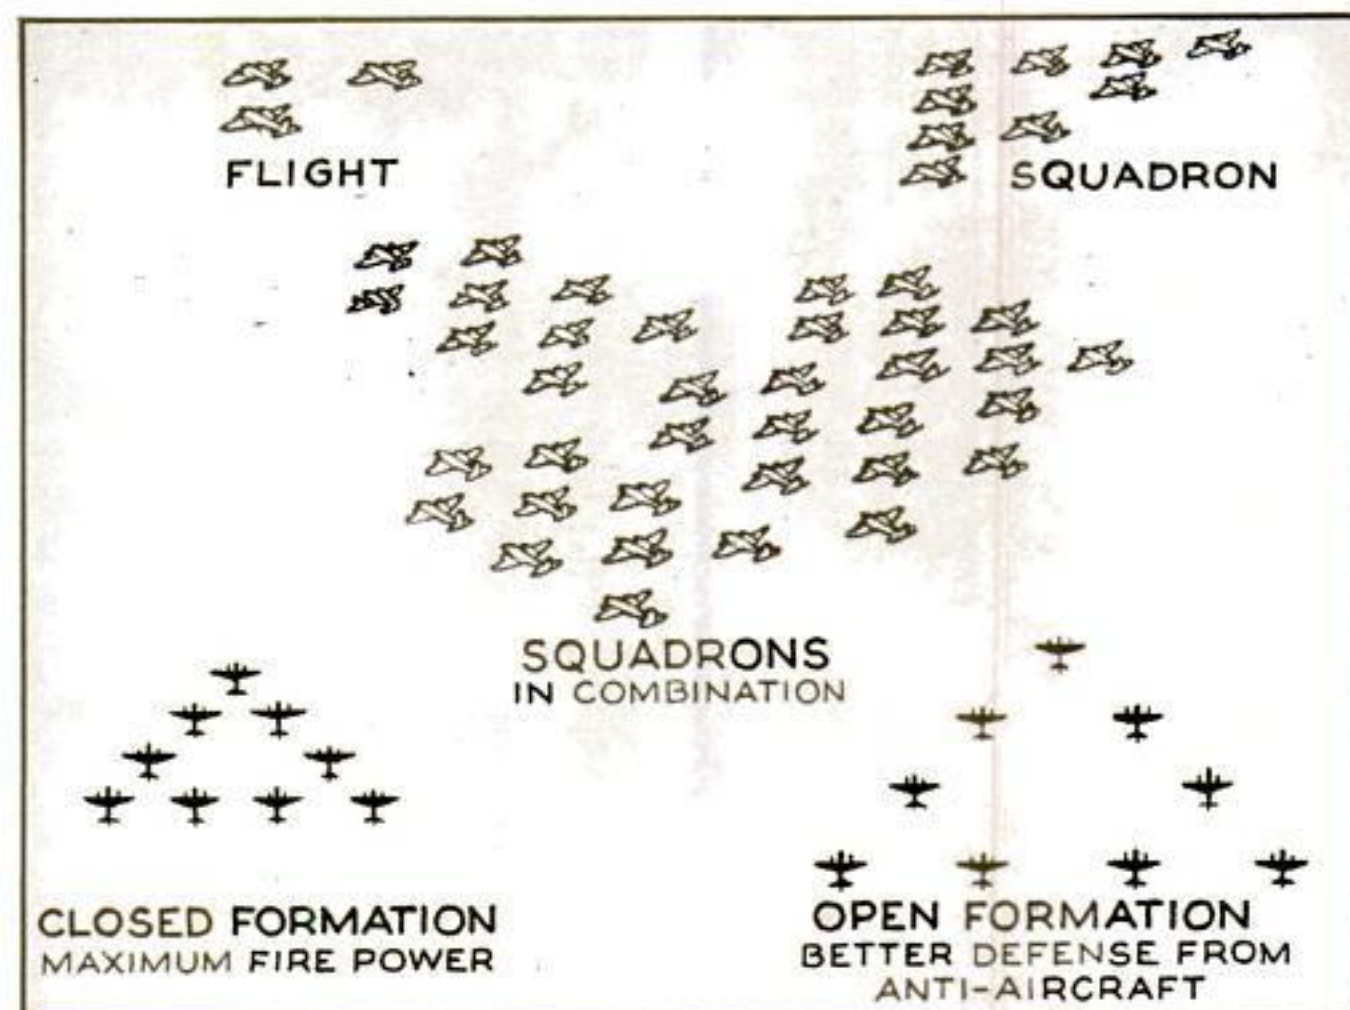 FLIGHT
SQUADRON
SQUADRONS
IN COMBINATION
CLOSED FORMATION
MAXIMUM FIRE POWER
OPEN FORMATION
BETTER DEFENSE FROM
ANTI-AIRCRAFT